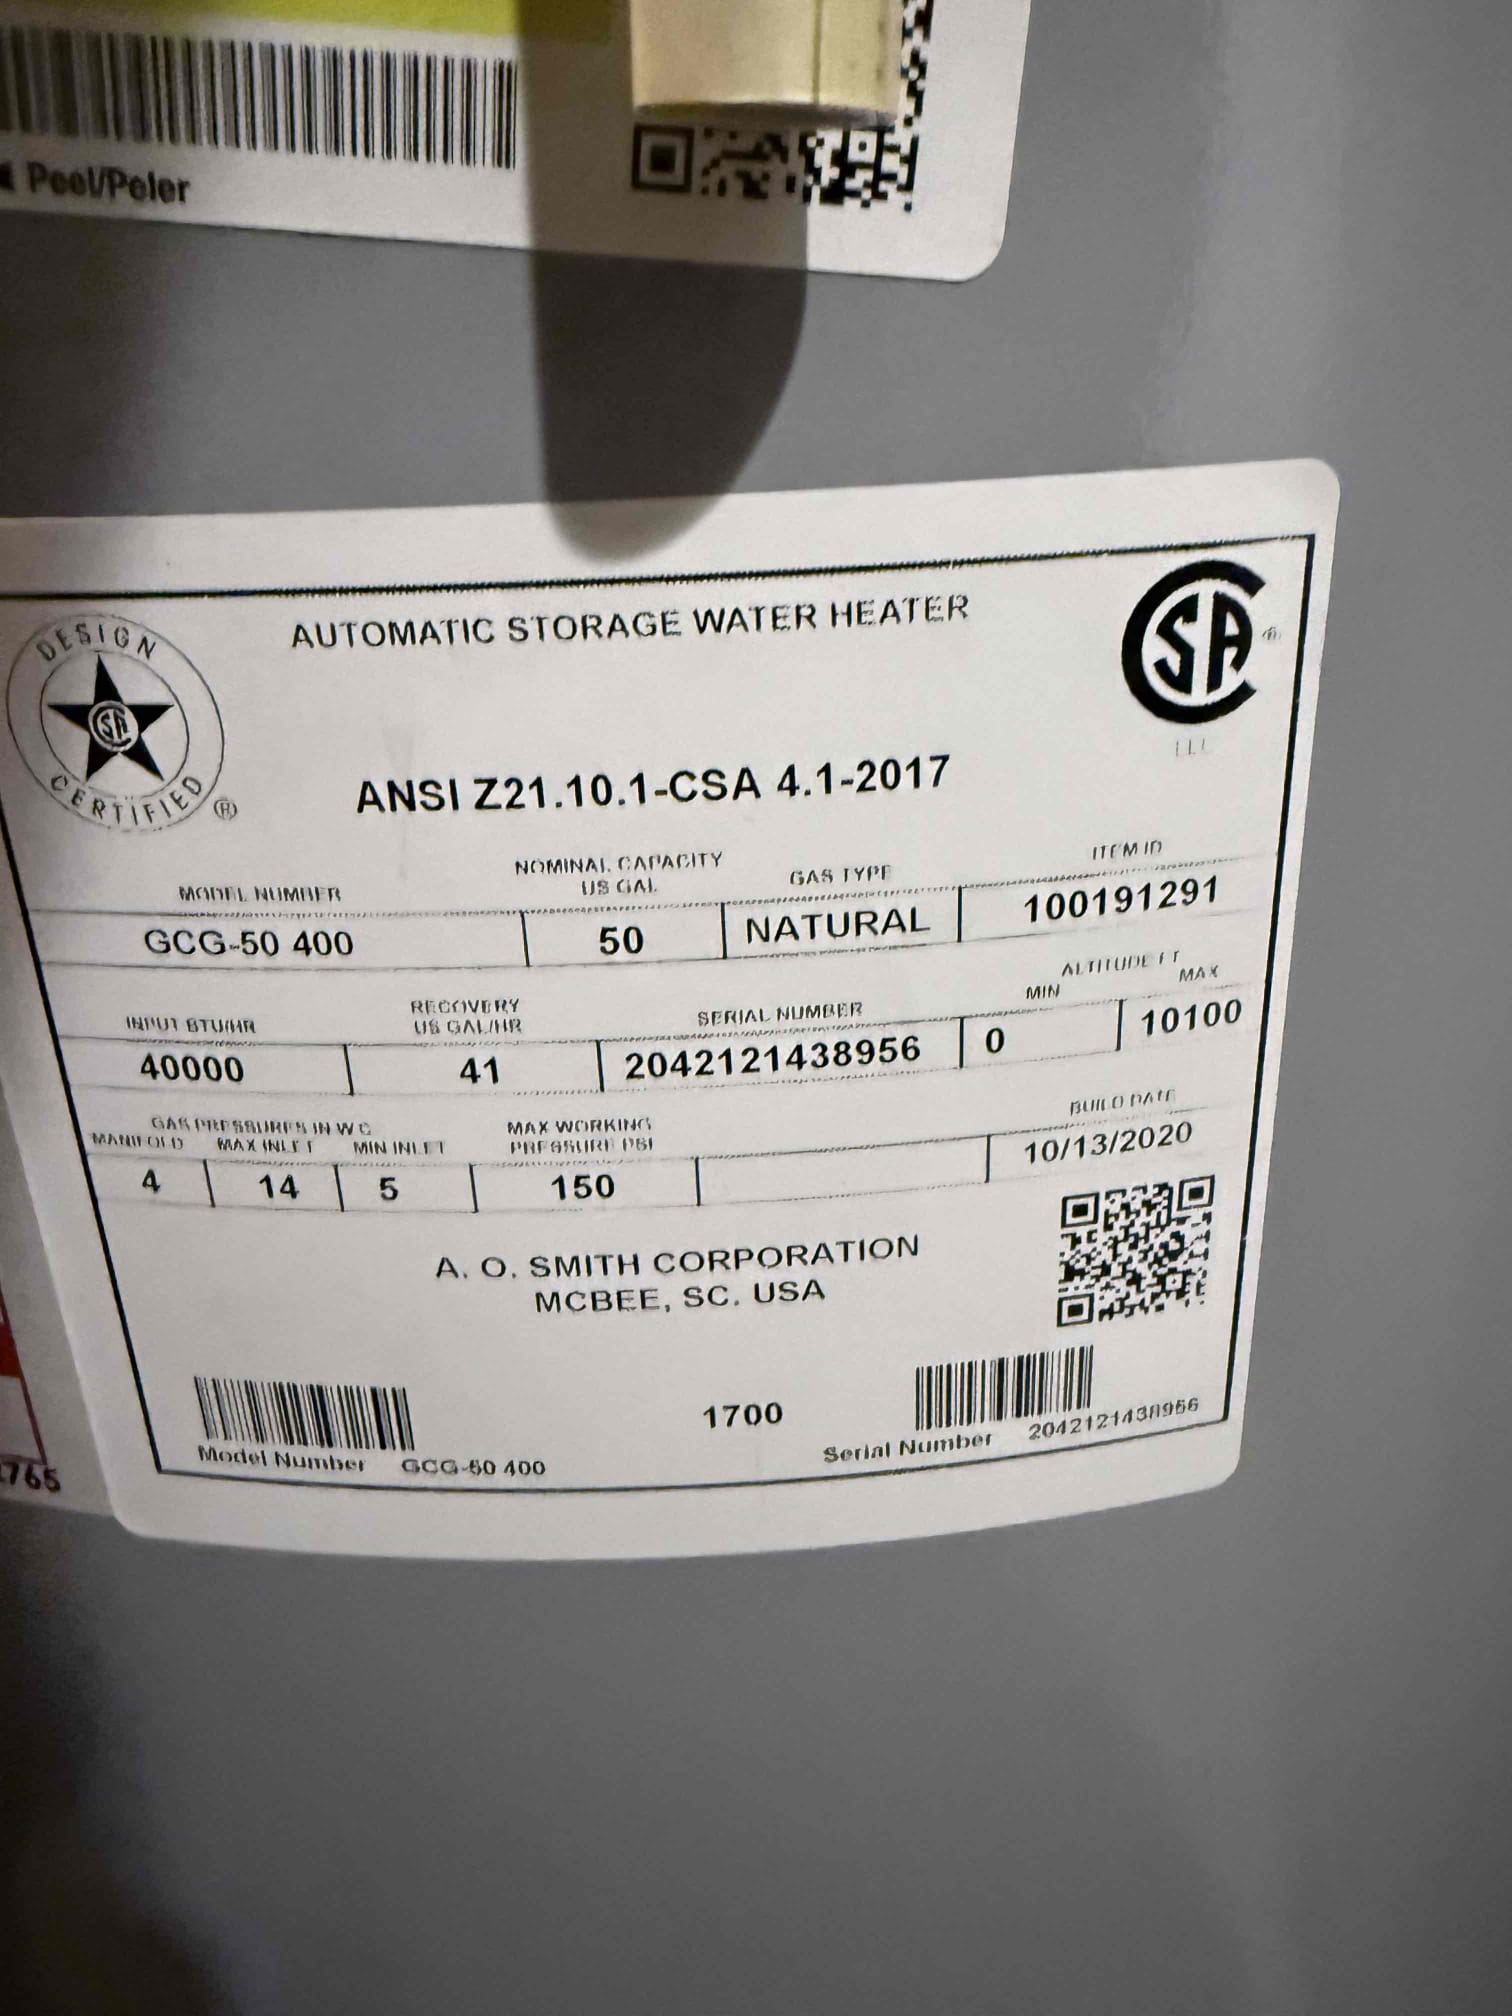 Peel/Peler
DESIGN
CERTIFIED ®
CSA
AUTOMATIC STORAGE WATER HEATER
CSA ®
LLC
ANSI Z21.10.1-CSA 4.1-2017
MODEL NUMBER NOMINAL CAPACITY US GAL GAS TYPE ITEM ID
GCG-50 400 50 NATURAL 100191291
INPUT BTU/HR RECOVERY US GAL/HR SERIAL NUMBER ALTITUDE FT MIN MAX
40000 41 2042121438956 0 10100
GAS PRESSURES IN W C MAX WORKING BUILD DATE
MANIFOLD MAX INLET MIN INLET PRESSURE PSI
4 14 5 150 10/13/2020
A. O. SMITH CORPORATION
MCBEE, SC. USA
1700
Model Number GCG-50 400 Serial Number 2042121438956
765